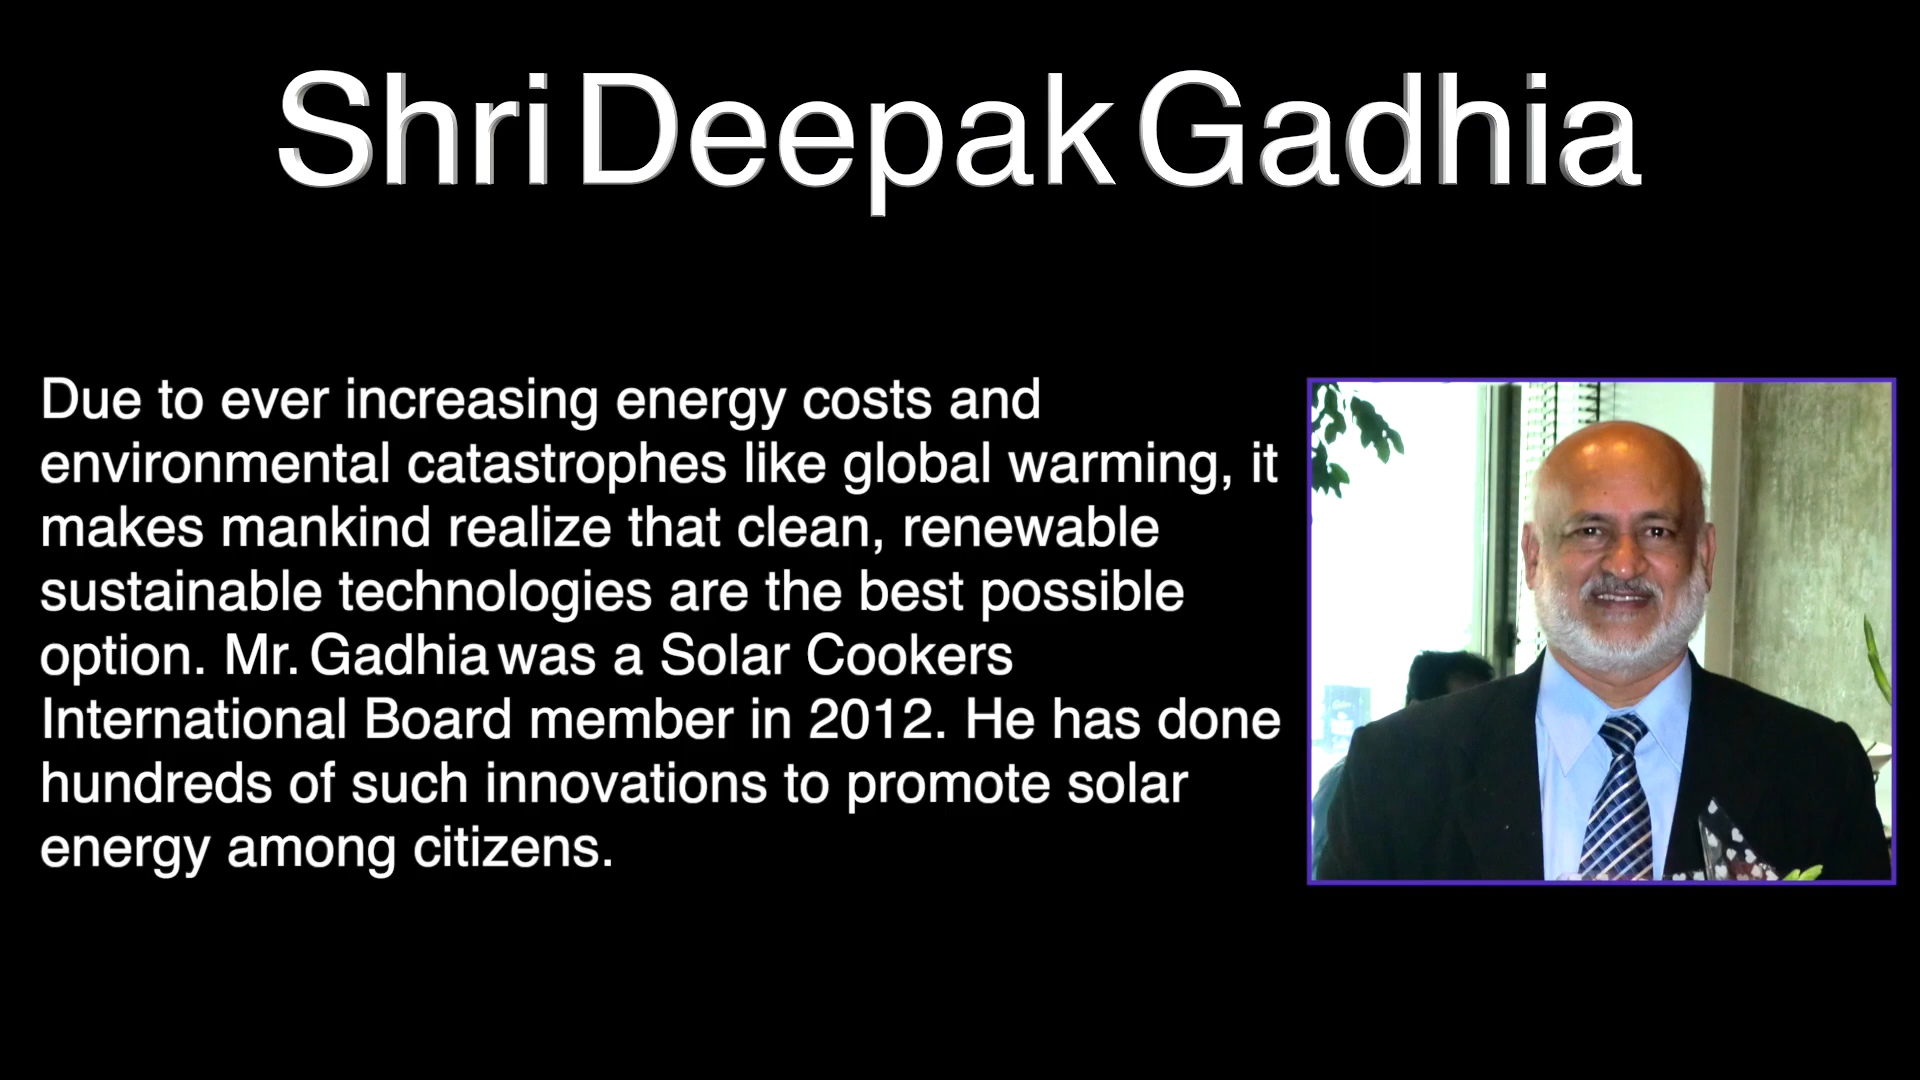 Shri Deepak Gadhia
Due to ever increasing energy costs and
environmental catastrophes like global warming, it
makes mankind realize that clean, renewable
sustainable technologies are the best possible
option. Mr. Gadhia was a Solar Cookers
International Board member in 2012. He has done
hundreds of such innovations to promote solar
energy among citizens.